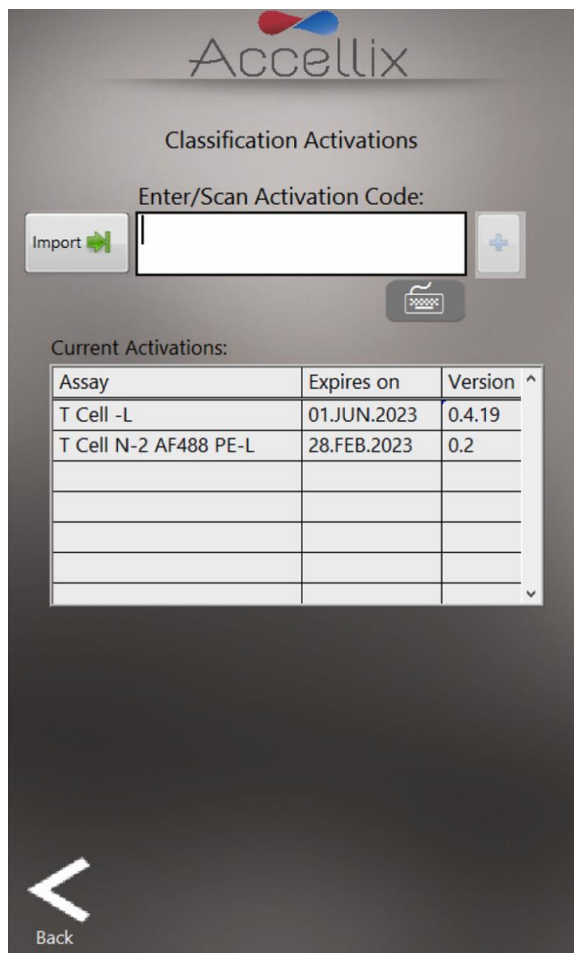 Accellix
Classification Activations
Enter/Scan Activation Code:
Import
Current Activations:
Assay Expires on Version
T Cell -L 01.JUN.2023 0.4.19
T Cell N-2 AF488 PE-L 28.FEB.2023 0.2
Back